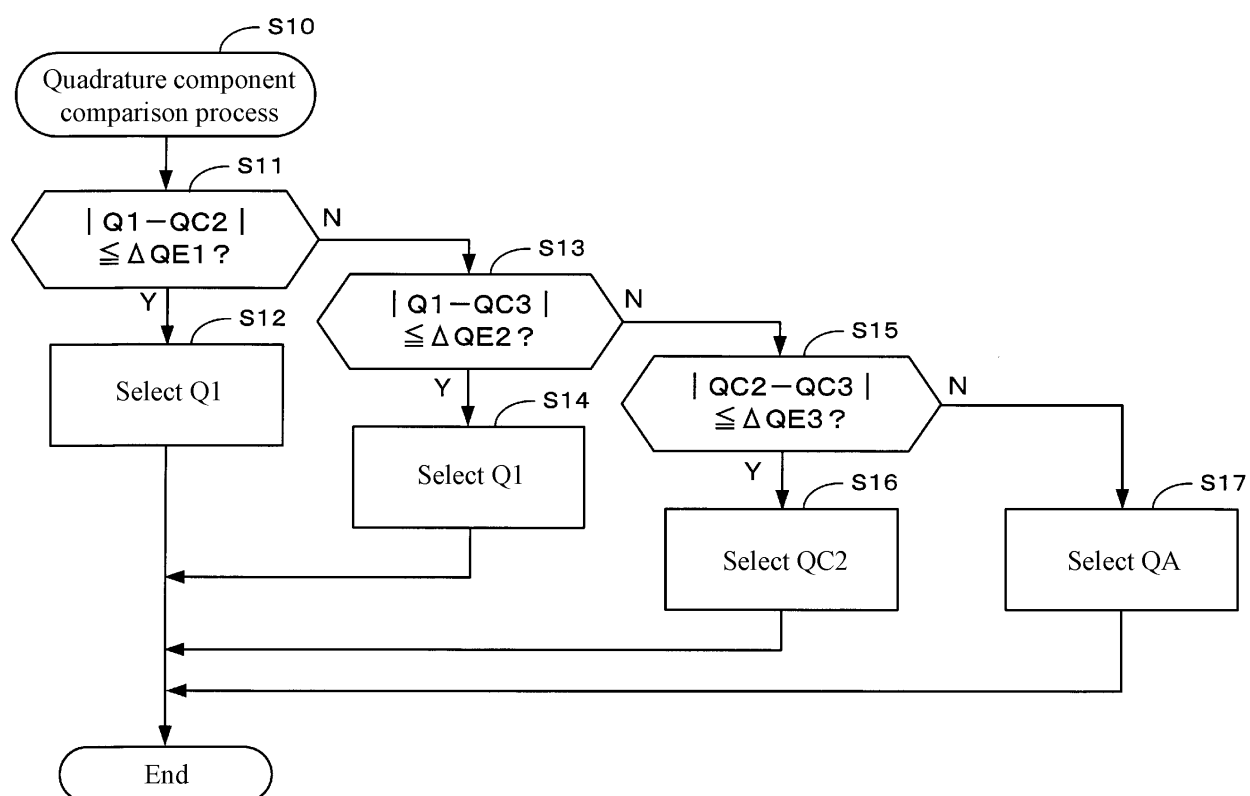 S10
Quadrature component
comparison process
S11
| Q1－QC2 |
≦ΔQE1?
N
Y
S12
Select Q1
S13
| Q1－QC3 |
≦ΔQE2?
N
Y
S14
Select Q1
S15
| QC2－QC3 |
≦ΔQE3?
N
Y
S16
Select QC2
S17
Select QA
End